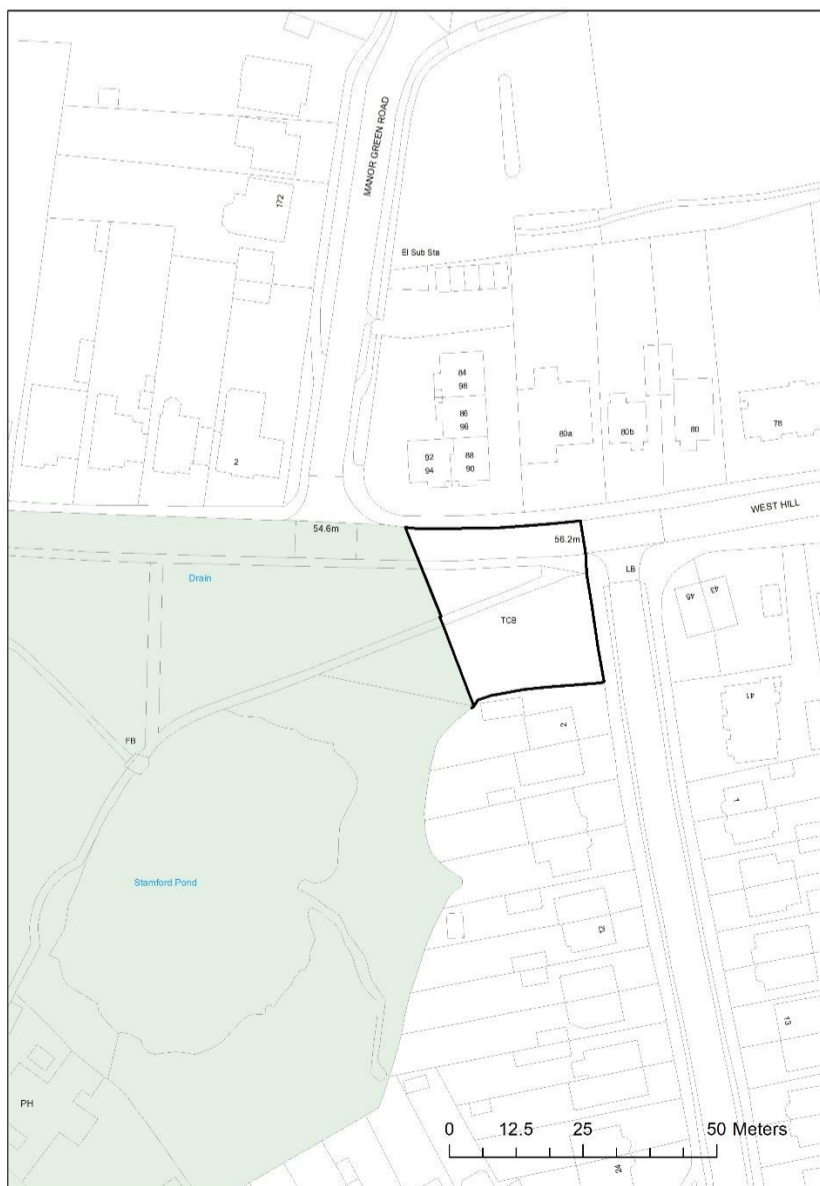 MANOR GREEN ROAD
172
El Sub Sta
84
98
86
96
92
94
88
90
80a
80b
80
78
2
WEST HILL
54.6m
56.2m
Drain
LB
45
43
TCB
41
2
FB
1
Stamford Pond
12
13
PH
0 12.5 25 50 Meters
24